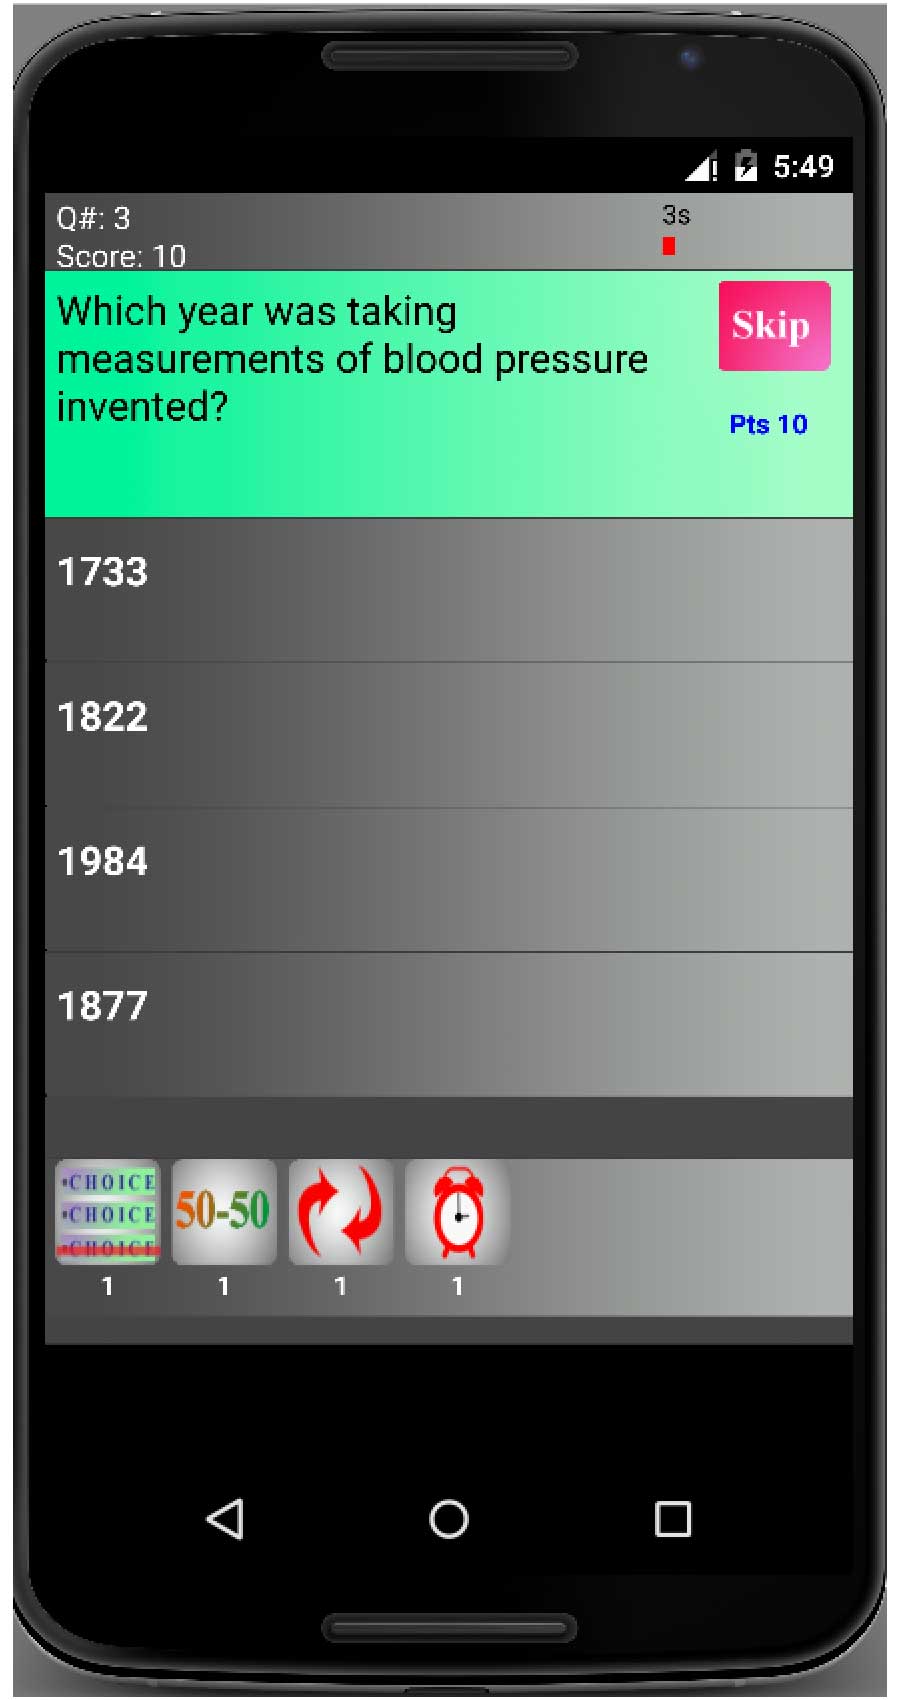 5:49
Q#: 3
3s
Score: 10
Which year was taking
measurements of blood pressure
invented?
Skip
Pts 10
1733
1822
1984
1877
•CHOICE
•CHOICE
•CHOICE
50-50
1
1
1
1